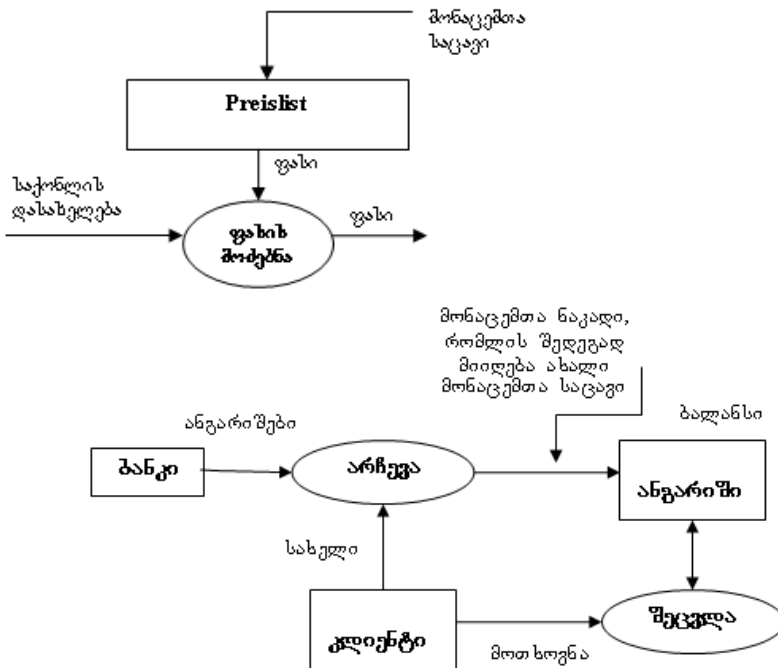 მონაცემთა
საცავი
Preislist
ფასი
საქონლის
დასახელება
ფასი
ფასის
მოძებნა
მონაცემთა ნაკადი,
რომლის შედეგად
მიიღება ახალი
მონაცემთა საცავი
ანგარიშები
ბალანსი
ბანკი
არჩევა
ანგარიში
სახელი
კლიენტი
მოთხოვნა
შეცვლა